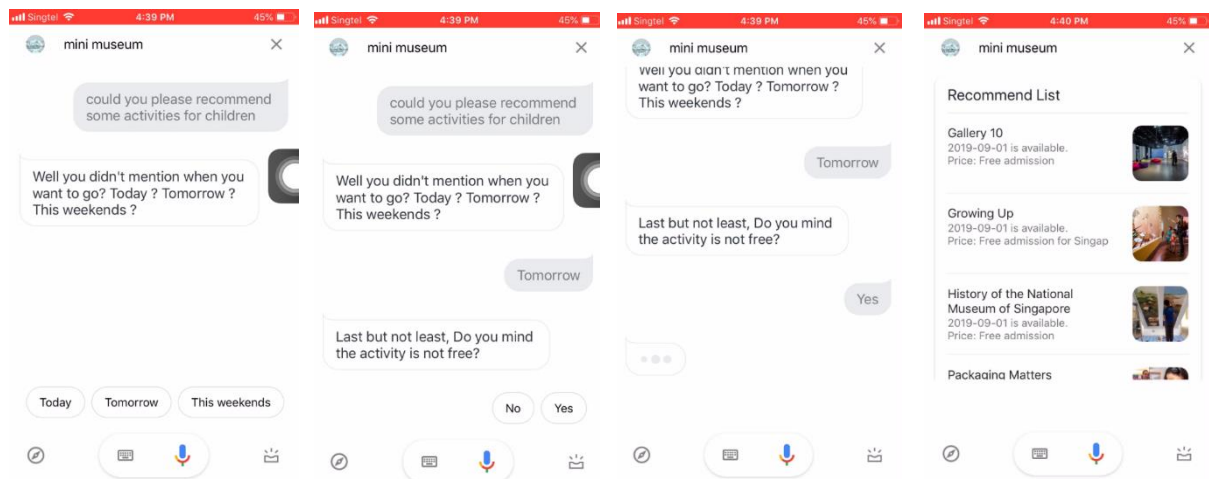 Singtel 4:39 PM 45%
mini museum
could you please recommend
some activities for children
Well you didn't mention when you
want to go? Today ? Tomorrow ?
This weekends ?
Today Tomorrow This weekends
Singtel 4:39 PM 45%
mini museum
could you please recommend
some activities for children
Well you didn't mention when you
want to go? Today ? Tomorrow ?
This weekends ?
Tomorrow
Last but not least, Do you mind
the activity is not free?
No Yes
Singtel 4:39 PM 45%
mini museum
Well you didn't mention when you
want to go? Today ? Tomorrow ?
This weekends ?
Tomorrow
Last but not least, Do you mind
the activity is not free?
Yes
Singtel 4:40 PM 45%
mini museum
Recommend List
Gallery 10
2019-09-01 is available.
Price: Free admission
Growing Up
2019-09-01 is available.
Price: Free admission for Singap
History of the National
Museum of Singapore
2019-09-01 is available.
Price: Free admission
Packaging Matters